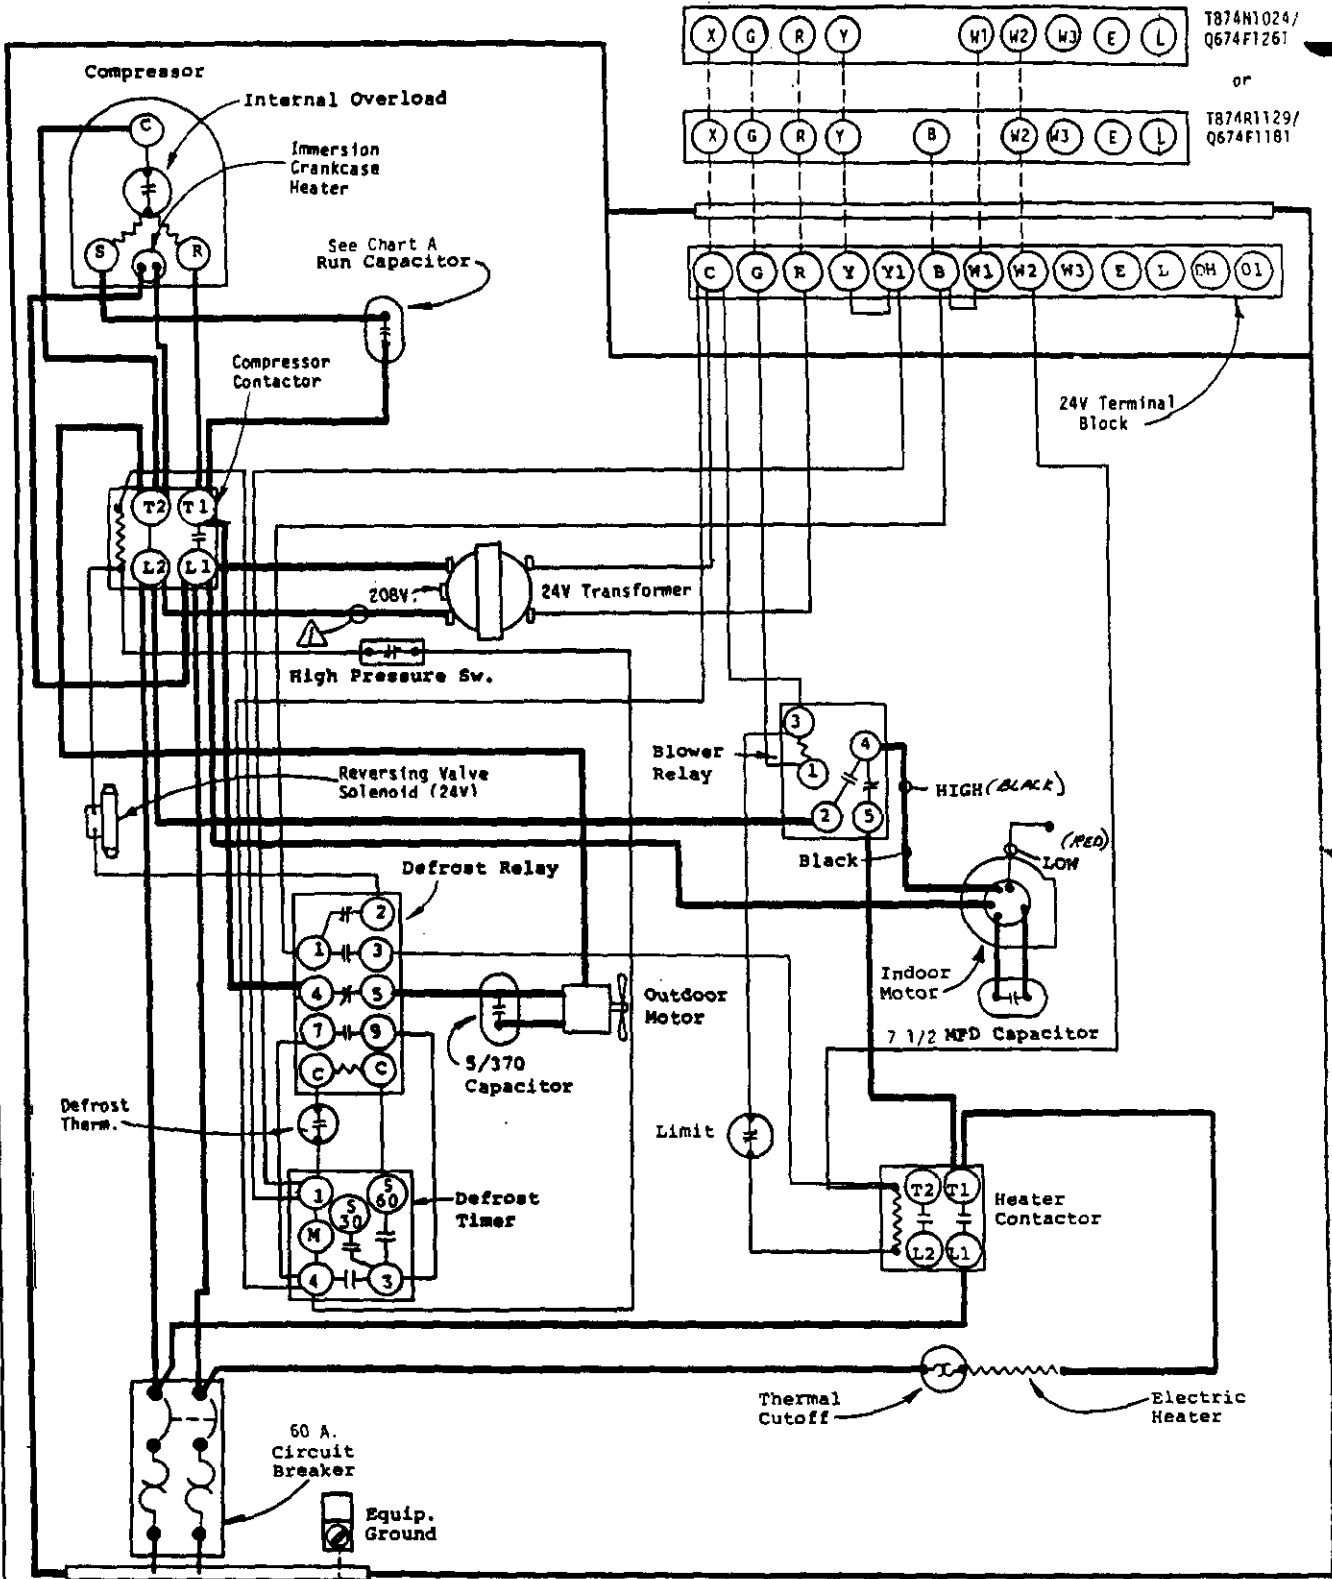 X G R Y W1 W2 W3 E L
T874N1024/
Q674F1261
or
X G R Y B W2 W3 E L
T874R1129/
Q674F1181
C G R Y Y1 B W1 W2 W3 E L DH O1
24V Terminal
Block
Compressor
Internal Overload
Immersion
Crankcase
Heater
C
S
R
See Chart A
Run Capacitor
Compressor
Contactor
T2 T1
L2 L1
208V
24V Transformer
High Pressure Sw.
Reversing Valve
Solenoid (24V)
Blower
Relay
3
4
1
2
5
HIGH (BLACK)
Black
(RED)
LOW
Indoor
Motor
7 1/2 MFD Capacitor
Defrost Relay
2
1 3
4 5
7 9
C C
Outdoor
Motor
5/370
Capacitor
Defrost
Therm.
Limit
1
S
30
S
60
M
4
3
Defrost
Timer
T2 T1
L2 L1
Heater
Contactor
Thermal
Cutoff
Electric
Heater
60 A.
Circuit
Breaker
Equip.
Ground